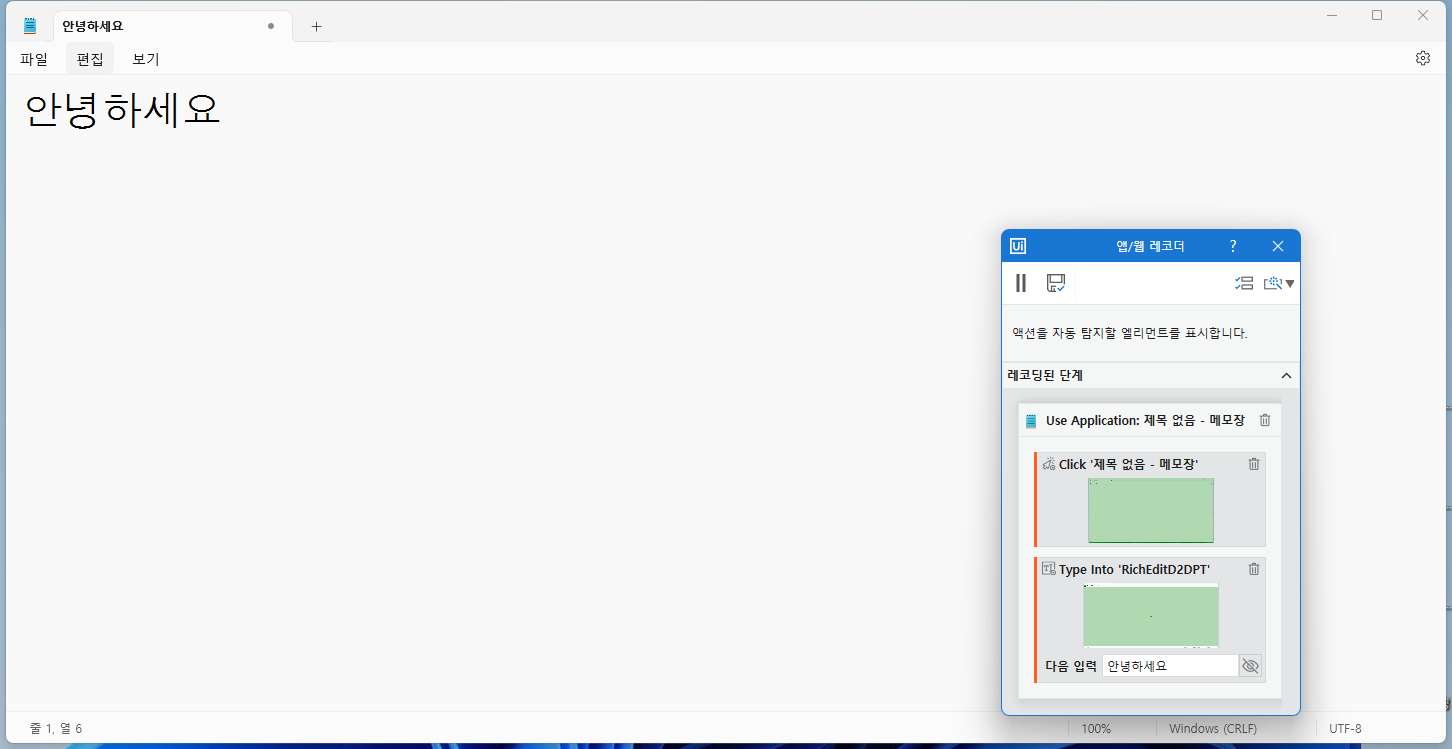 안녕하세요
파일 편집 보기
안녕하세요
Ui 앱/웹 레코더 ?
액션을 자동 탐지할 엘리먼트를 표시합니다.
레코딩된 단계
Use Application: 제목 없음 - 메모장
Click '제목 없음 - 메모장'
Type Into 'RichEditD2DPT'
다음 입력 안녕하세요
줄 1, 열 6 100% Windows (CRLF) UTF-8